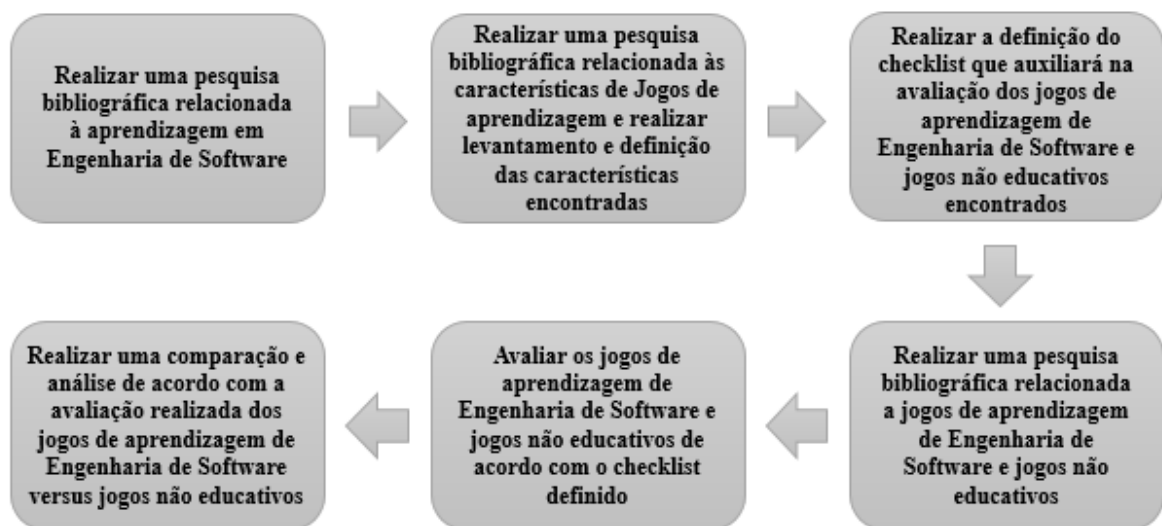 Realizar uma pesquisa
bibliográfica relacionada
à aprendizagem em
Engenharia de Software
Realizar uma pesquisa
bibliográfica relacionada às
características de Jogos de
aprendizagem e realizar
levantamento e definição
das características
encontradas
Realizar a definição do
checklist que auxiliará na
avaliação dos jogos de
aprendizagem de
Engenharia de Software e
jogos não educativos
encontrados
Realizar uma pesquisa
bibliográfica relacionada
a jogos de aprendizagem
de Engenharia de
Software e jogos não
educativos
Avaliar os jogos de
aprendizagem de
Engenharia de Software e
jogos não educativos de
acordo com o checklist
definido
Realizar uma comparação e
análise de acordo com a
avaliação realizada dos
jogos de aprendizagem de
Engenharia de Software
versus jogos não educativos